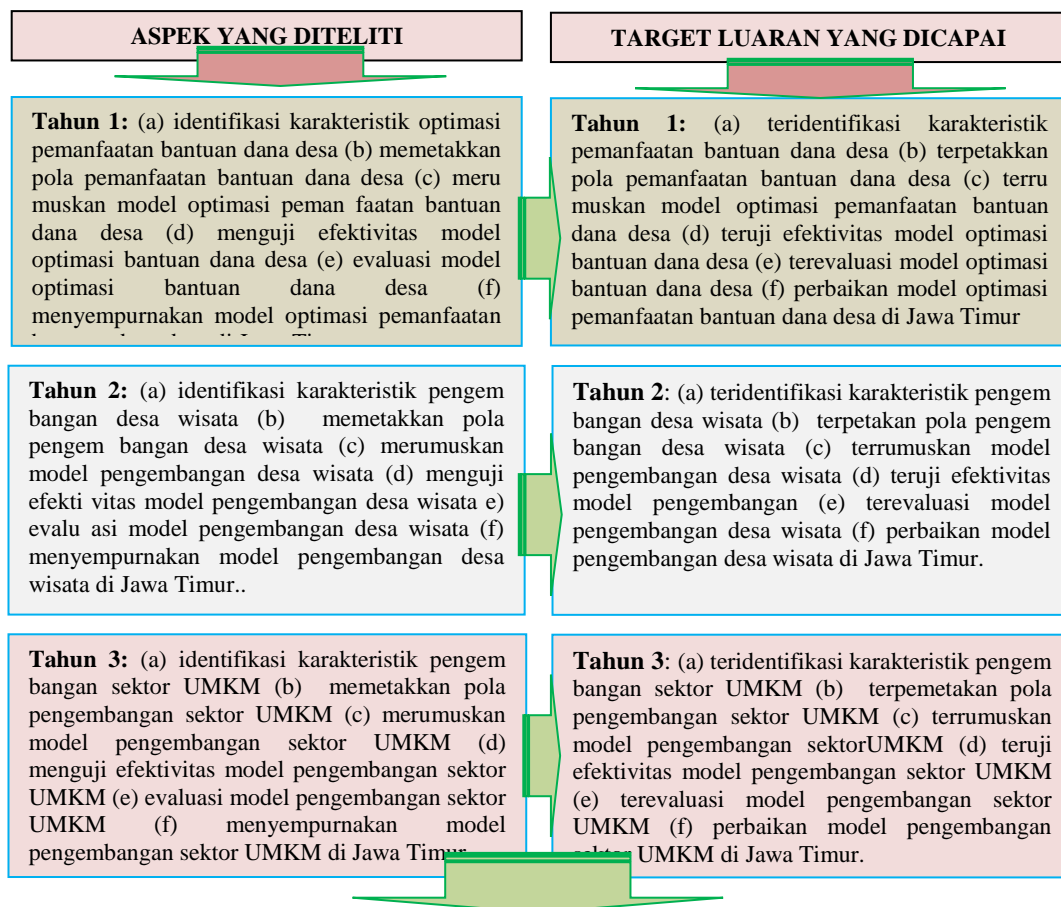 ASPEK YANG DITELITI
TARGET LUARAN YANG DICAPAI
Tahun 1: (a) identifikasi karakteristik optimasi
pemanfaatan bantuan dana desa (b) memetakkan
pola pemanfaatan bantuan dana desa (c) meru
muskan model optimasi peman faatan bantuan
dana desa (d) menguji efektivitas model
optimasi bantuan dana desa (e) evaluasi model
optimasi bantuan dana desa (f)
menyempurnakan model optimasi pemanfaatan
Tahun 1: (a) teridentifikasi karakteristik
pemanfaatan bantuan dana desa (b) terpetakkan
pola pemanfaatan bantuan dana desa (c) terru
muskan model optimasi pemanfaatan bantuan
dana desa (d) teruji efektivitas model optimasi
bantuan dana desa (e) terevaluasi model optimasi
bantuan dana desa (f) perbaikan model optimasi
pemanfaatan bantuan dana desa di Jawa Timur
Tahun 2: (a) identifikasi karakteristik pengem
bangan desa wisata (b) memetakkan pola
pengem bangan desa wisata (c) merumuskan
model pengembangan desa wisata (d) menguji
efekti vitas model pengembangan desa wisata e)
evalu asi model pengembangan desa wisata (f)
menyempurnakan model pengembangan desa
wisata di Jawa Timur..
Tahun 2: (a) teridentifikasi karakteristik pengem
bangan desa wisata (b) terpetakan pola pengem
bangan desa wisata (c) terrumuskan model
pengembangan desa wisata (d) teruji efektivitas
model pengembangan (e) terevaluasi model
pengembangan desa wisata (f) perbaikan model
pengembangan desa wisata di Jawa Timur.
Tahun 3: (a) identifikasi karakteristik pengem
bangan sektor UMKM (b) memetakkan pola
pengembangan sektor UMKM (c) merumuskan
model pengembangan sektor UMKM (d)
menguji efektivitas model pengembangan sektor
UMKM (e) evaluasi model pengembangan sektor
UMKM (f) menyempurnakan model
pengembangan sektor UMKM di Jawa Timur
Tahun 3: (a) teridentifikasi karakteristik pengem
bangan sektor UMKM (b) terpemetakan pola
pengembangan sektor UMKM (c) terrumuskan
model pengembangan sektorUMKM (d) teruji
efektivitas model pengembangan sektor UMKM
(e) terevaluasi model pengembangan sektor
UMKM (f) perbaikan model pengembangan
sektor UMKM di Jawa Timur.